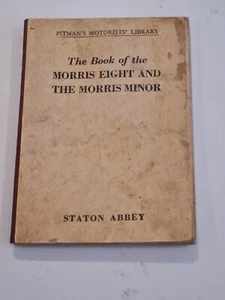 PITMAN'S MOTORISTS' LIBRARY
The Book of the
MORRIS EIGHT AND
THE MORRIS MINOR
STATON ABBEY